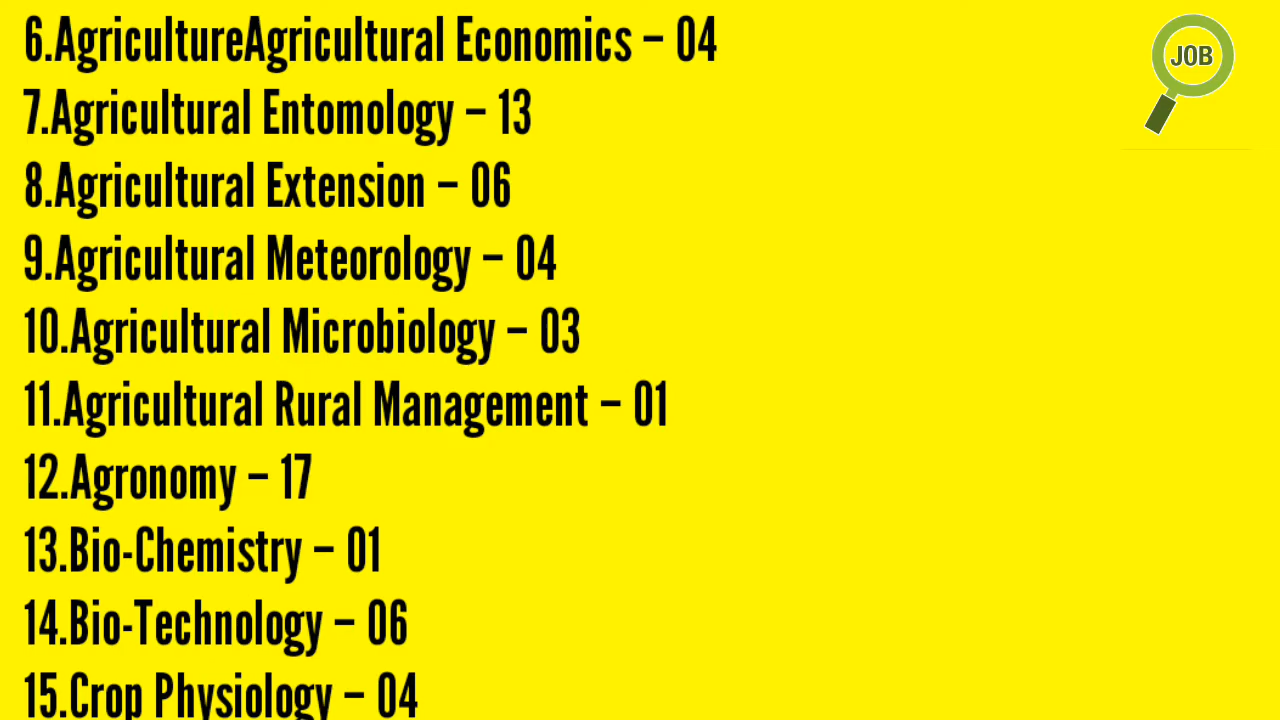 6.AgricultureAgricultural Economics – 04
JOB
7.Agricultural Entomology – 13
8.Agricultural Extension – 06
9.Agricultural Meteorology – 04
10.Agricultural Microbiology – 03
11.Agricultural Rural Management – 01
12.Agronomy – 17
13.Bio-Chemistry – 01
14.Bio-Technology – 06
15.Crop Physiology – 04